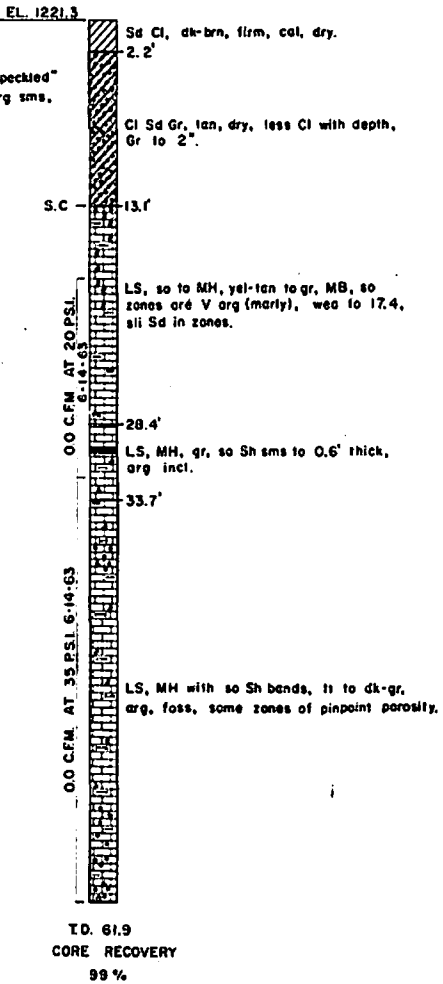 EL. 1221.3
Sd Cl, dk-brn, firm, cal, dry.
2.2'
peckled"
rg sms,
Cl Sd Gr, tan, dry, less Cl with depth,
Gr to 2".
S.C
13.1'
LS, so to MH, yel-tan to gr, MB, so
zones are V arg (marly), wea to 17.4,
sli Sd in zones.
0.0 C.F.M. AT 20 P.S.I.
6-14-63
28.4'
LS, MH, gr, so Sh sms to 0.6' thick,
arg incl.
33.7'
0.0 C.F.M. AT 35 P.S.I. 6-14-63
LS, MH with so Sh bands, lt to dk-gr,
arg, foss, some zones of pinpoint porosity.
T.D. 61.9
CORE RECOVERY
99 %